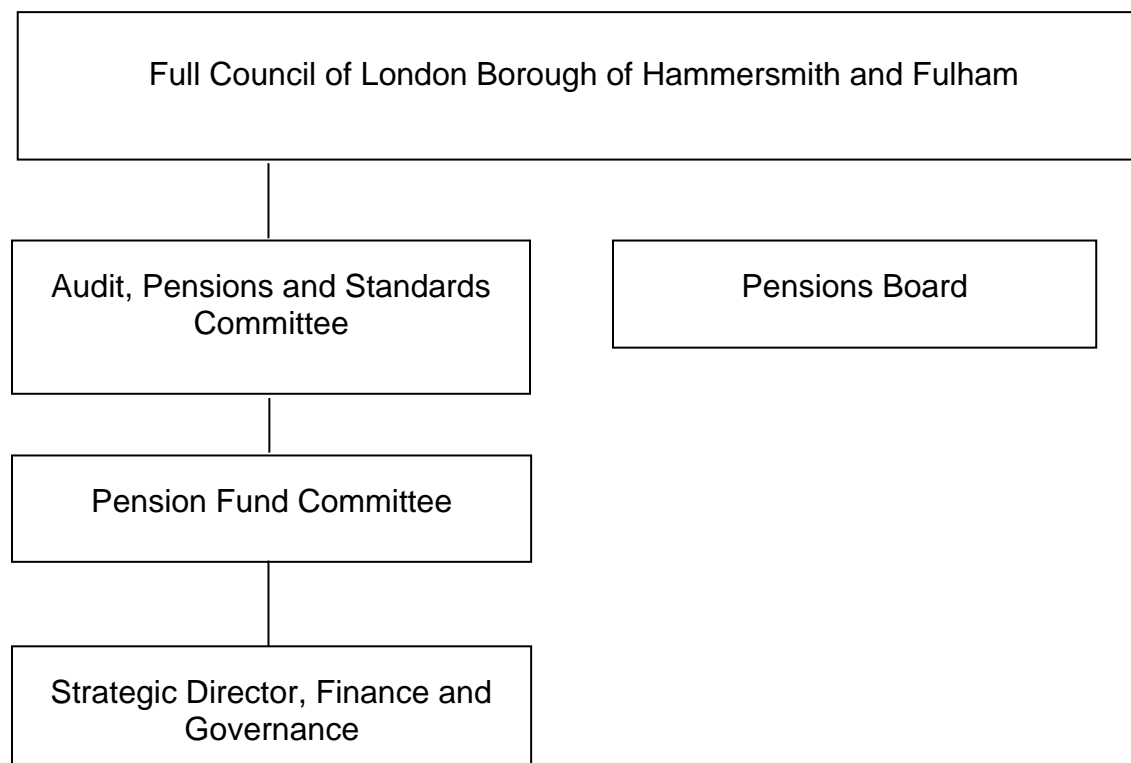 Full Council of London Borough of Hammersmith and Fulham
Audit, Pensions and Standards
Committee
Pensions Board
Pension Fund Committee
Strategic Director, Finance and
Governance